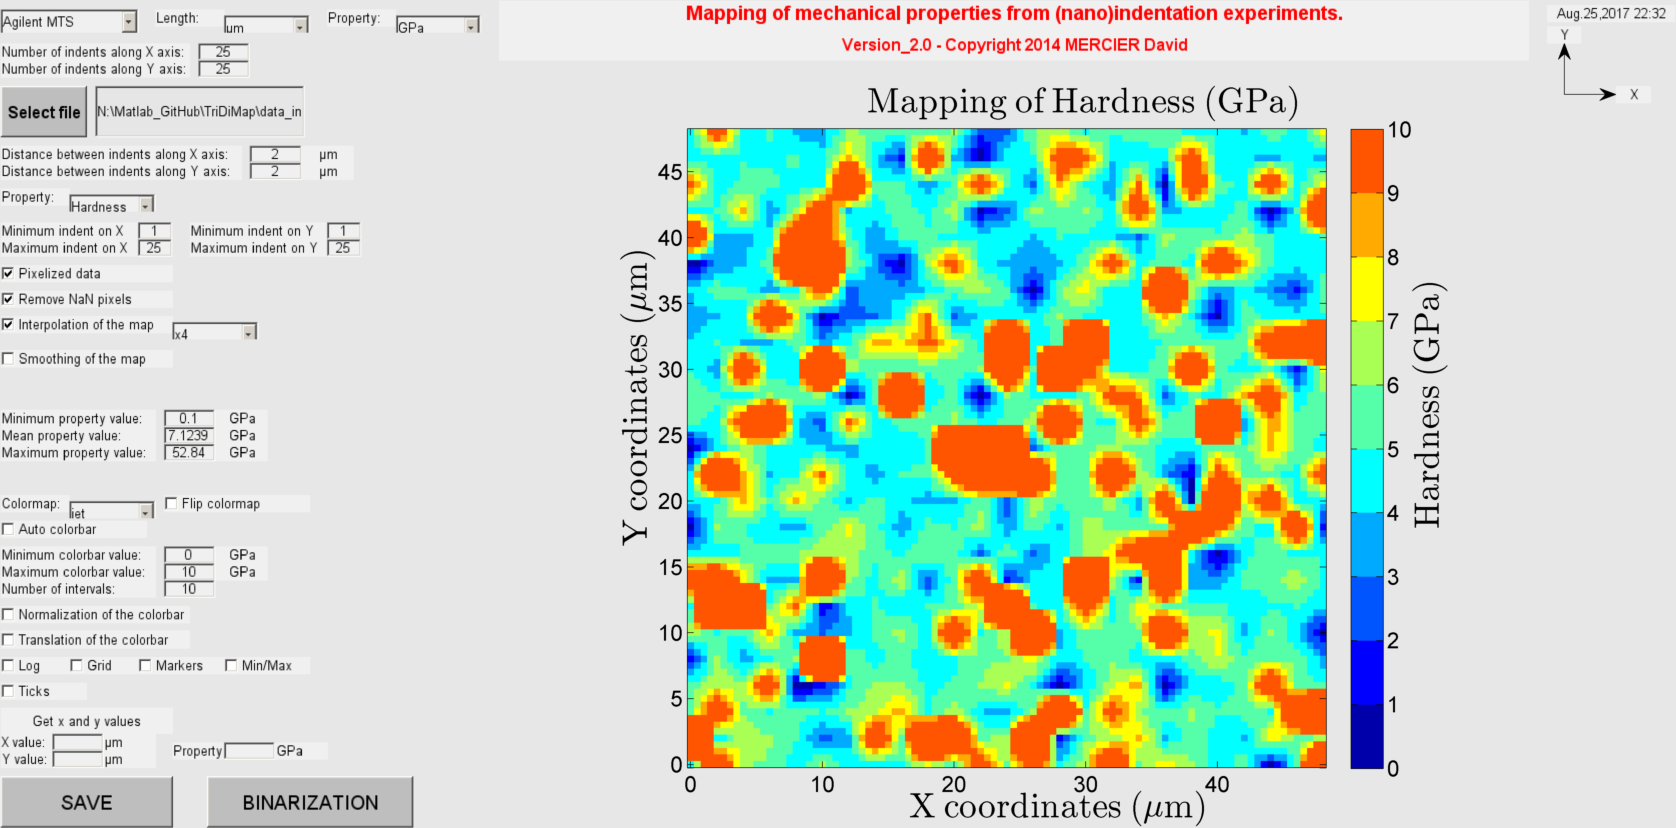 Agilent MTS Length: um Property: GPa
Mapping of mechanical properties from (nano)indentation experiments.
Version_2.0 - Copyright 2014 MERCIER David
Aug.25,2017 22:32
Y
X
Number of indents along X axis: 25
Number of indents along Y axis: 25
Select file N:\Matlab_GitHub\TriDiMap\data_in
Distance between indents along X axis: 2 µm
Distance between indents along Y axis: 2 µm
Property: Hardness
Minimum indent on X 1 Minimum indent on Y 1
Maximum indent on X 25 Maximum indent on Y 25
Pixelized data
Remove NaN pixels
Interpolation of the map x4
Smoothing of the map
Minimum property value: 0.1 GPa
Mean property value: 7.1239 GPa
Maximum property value: 52.84 GPa
Colormap: jet Flip colormap
Auto colorbar
Minimum colorbar value: 0 GPa
Maximum colorbar value: 10 GPa
Number of intervals: 10
Normalization of the colorbar
Translation of the colorbar
Log Grid Markers Min/Max
Ticks
Get x and y values
X value: µm
Y value: µm
Property GPa
SAVE BINARIZATION
Mapping of Hardness (GPa)
Y coordinates (µm)
45
40
35
30
25
20
15
10
5
0
0 10 20 30 40
X coordinates (µm)
10
9
8
7
6
5
4
3
2
1
0
Hardness (GPa)